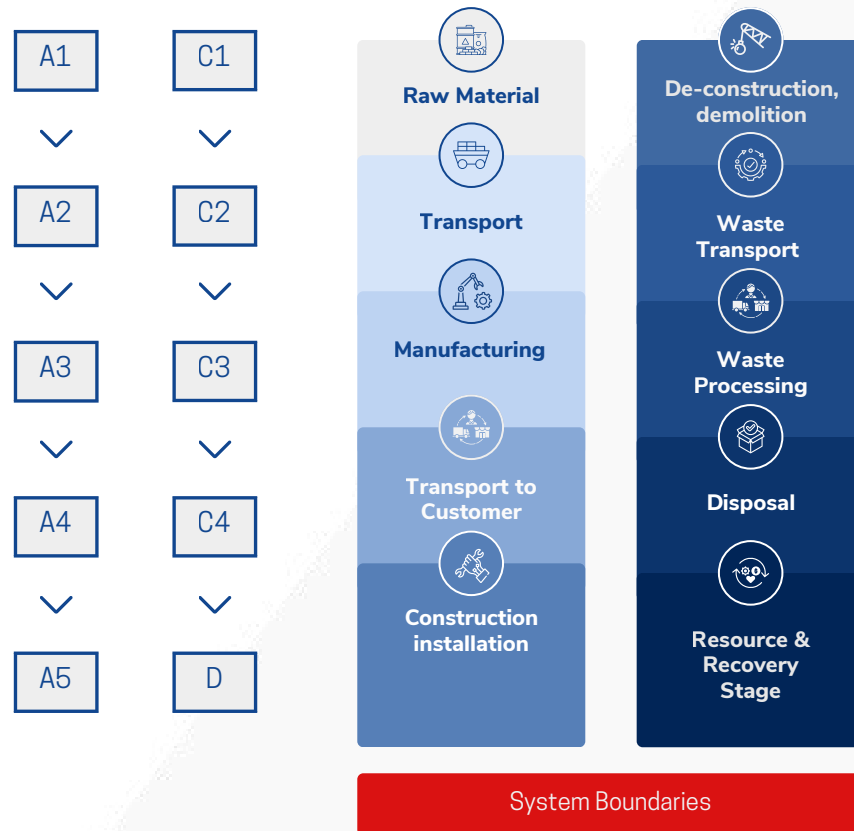 A1
A2
A3
A4
A5
C1
C2
C3
C4
D
Raw Material
Transport
Manufacturing
Transport to
Customer
Construction
installation
De-construction,
demolition
Waste
Transport
Waste
Processing
Disposal
Resource &
Recovery
Stage
System Boundaries